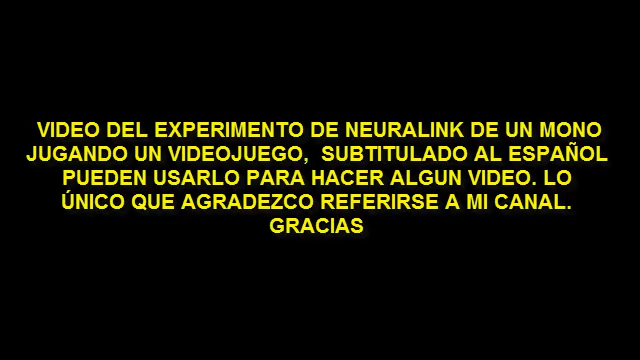 VIDEO DEL EXPERIMENTO DE NEURALINK DE UN MONO
JUGANDO UN VIDEOJUEGO,  SUBTITULADO AL ESPAÑOL
PUEDEN USARLO PARA HACER ALGUN VIDEO. LO
ÚNICO QUE AGRADEZCO REFERIRSE A MI CANAL.
GRACIAS